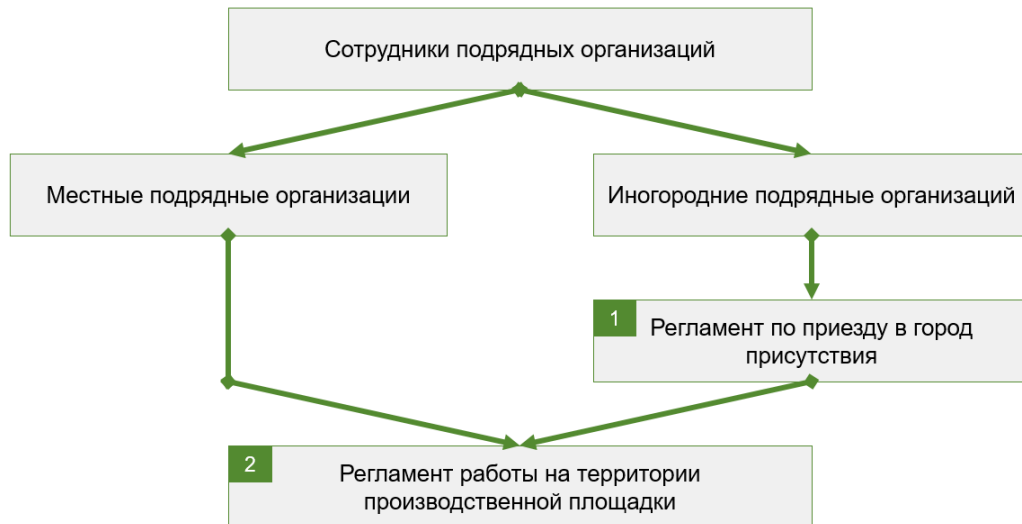 Сотрудники подрядных организаций
Местные подрядные организации
Иногородние подрядные организаций
1
Регламент по приезду в город
присутствия
2
Регламент работы на территории
производственной площадки